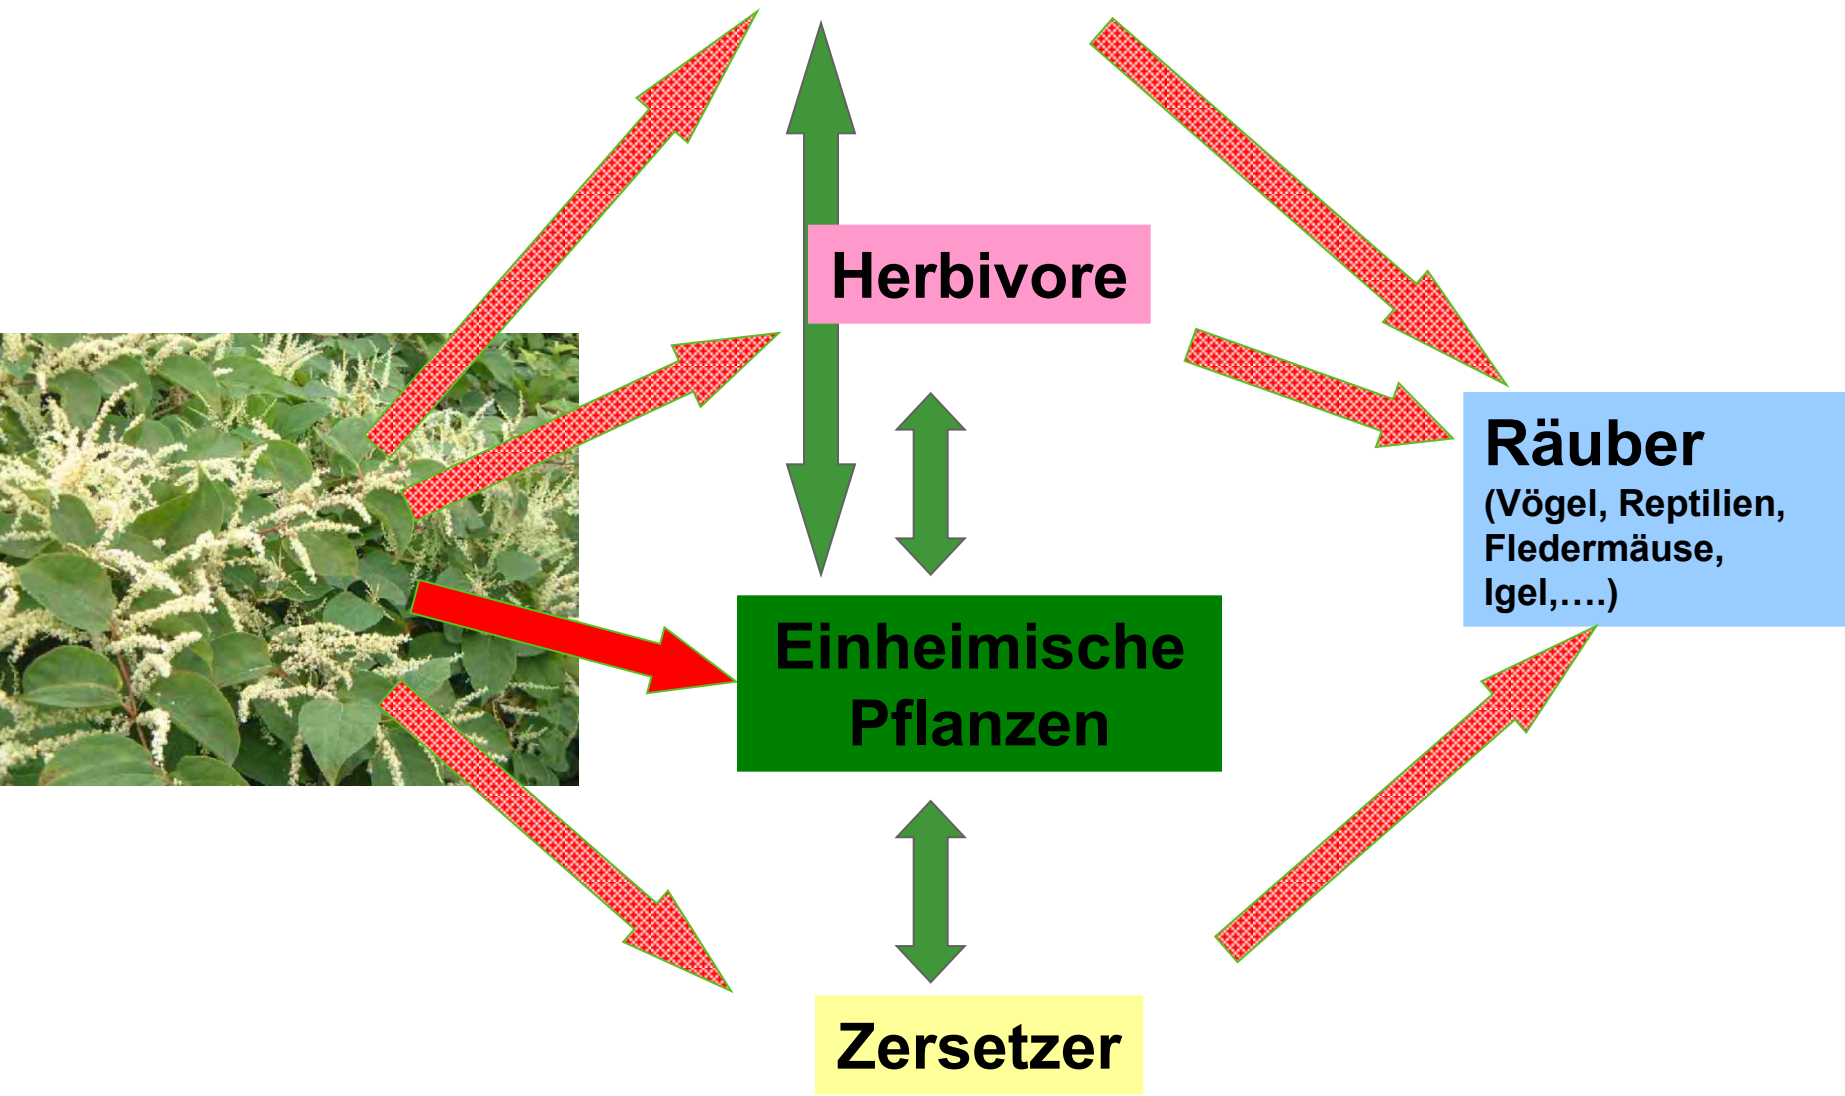 Herbivore
Räuber
(Vögel, Reptilien,
Fledermäuse,
Igel,....)
Einheimische
Pflanzen
Zersetzer